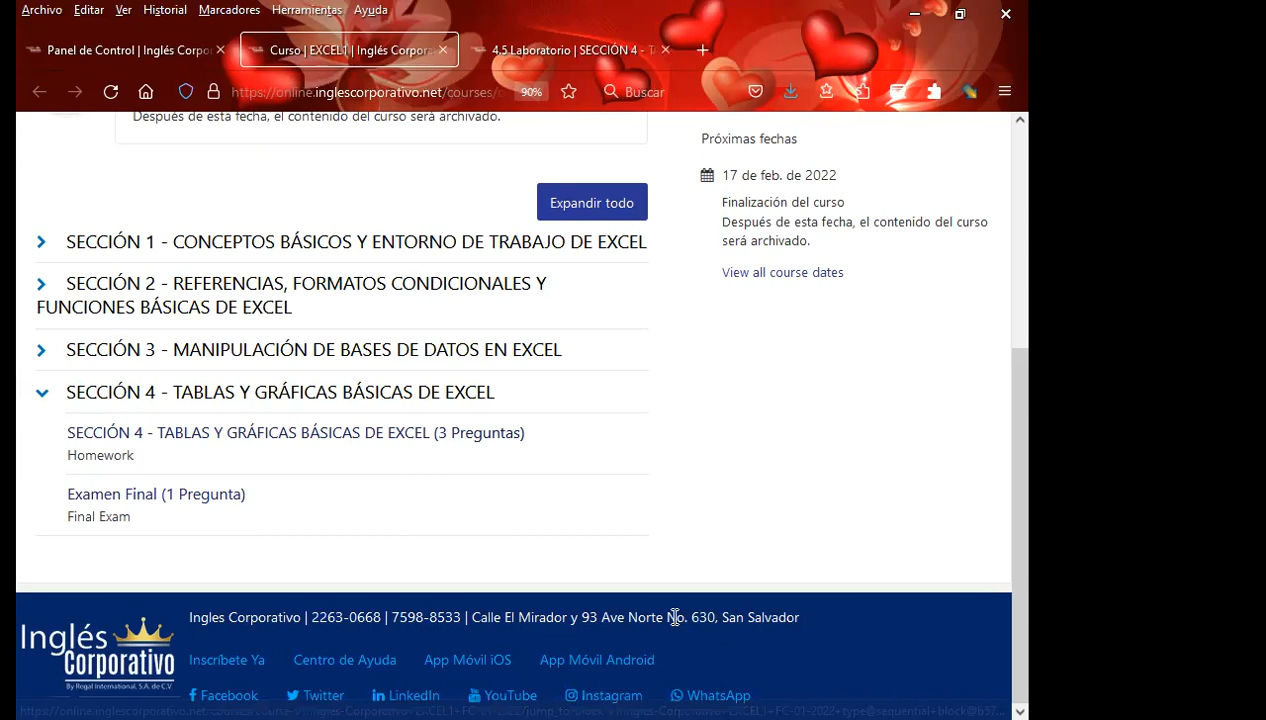 Archivo Editar Ver Historial Marcadores Herramientas Ayuda
Panel de Control | Inglés Corpor
Curso | EXCEL1 | Inglés Corpora
4.5 Laboratorio | SECCIÓN 4 - T
https://online.inglescorporativo.net/courses/c
90%
Buscar
Después de esta fecha, el contenido del curso será archivado.
Próximas fechas
17 de feb. de 2022
Finalización del curso
Después de esta fecha, el contenido del curso
será archivado.
View all course dates
Expandir todo
SECCIÓN 1 - CONCEPTOS BÁSICOS Y ENTORNO DE TRABAJO DE EXCEL
SECCIÓN 2 - REFERENCIAS, FORMATOS CONDICIONALES Y
FUNCIONES BÁSICAS DE EXCEL
SECCIÓN 3 - MANIPULACIÓN DE BASES DE DATOS EN EXCEL
SECCIÓN 4 - TABLAS Y GRÁFICAS BÁSICAS DE EXCEL
SECCIÓN 4 - TABLAS Y GRÁFICAS BÁSICAS DE EXCEL (3 Preguntas)
Homework
Examen Final (1 Pregunta)
Final Exam
Inglés
Corporativo
By Regal International, S.A. de C.V.
Ingles Corporativo | 2263-0668 | 7598-8533 | Calle El Mirador y 93 Ave Norte No. 630, San Salvador
Inscríbete Ya Centro de Ayuda App Móvil iOS App Móvil Android
Facebook Twitter LinkedIn YouTube Instagram WhatsApp